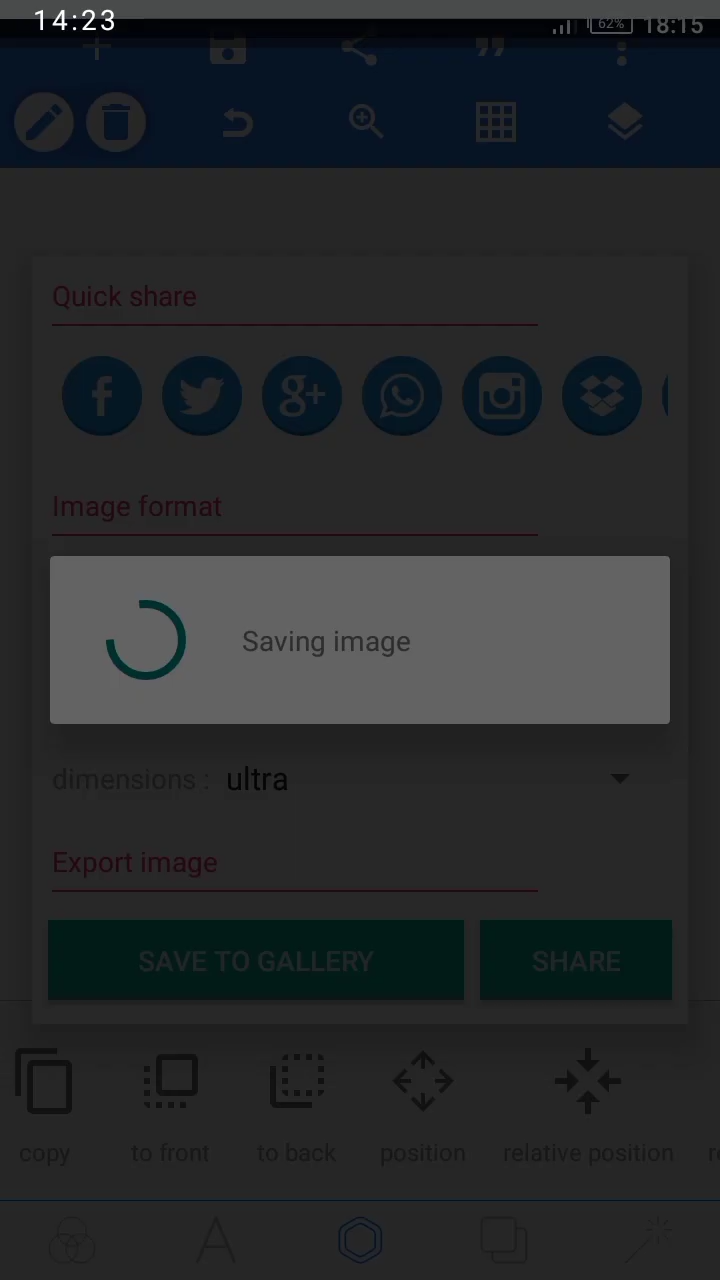 14:23
62%
18:15
Quick share
Image format
Saving image
dimensions : ultra
Export image
SAVE TO GALLERY
SHARE
copy
to front
to back
position
relative position